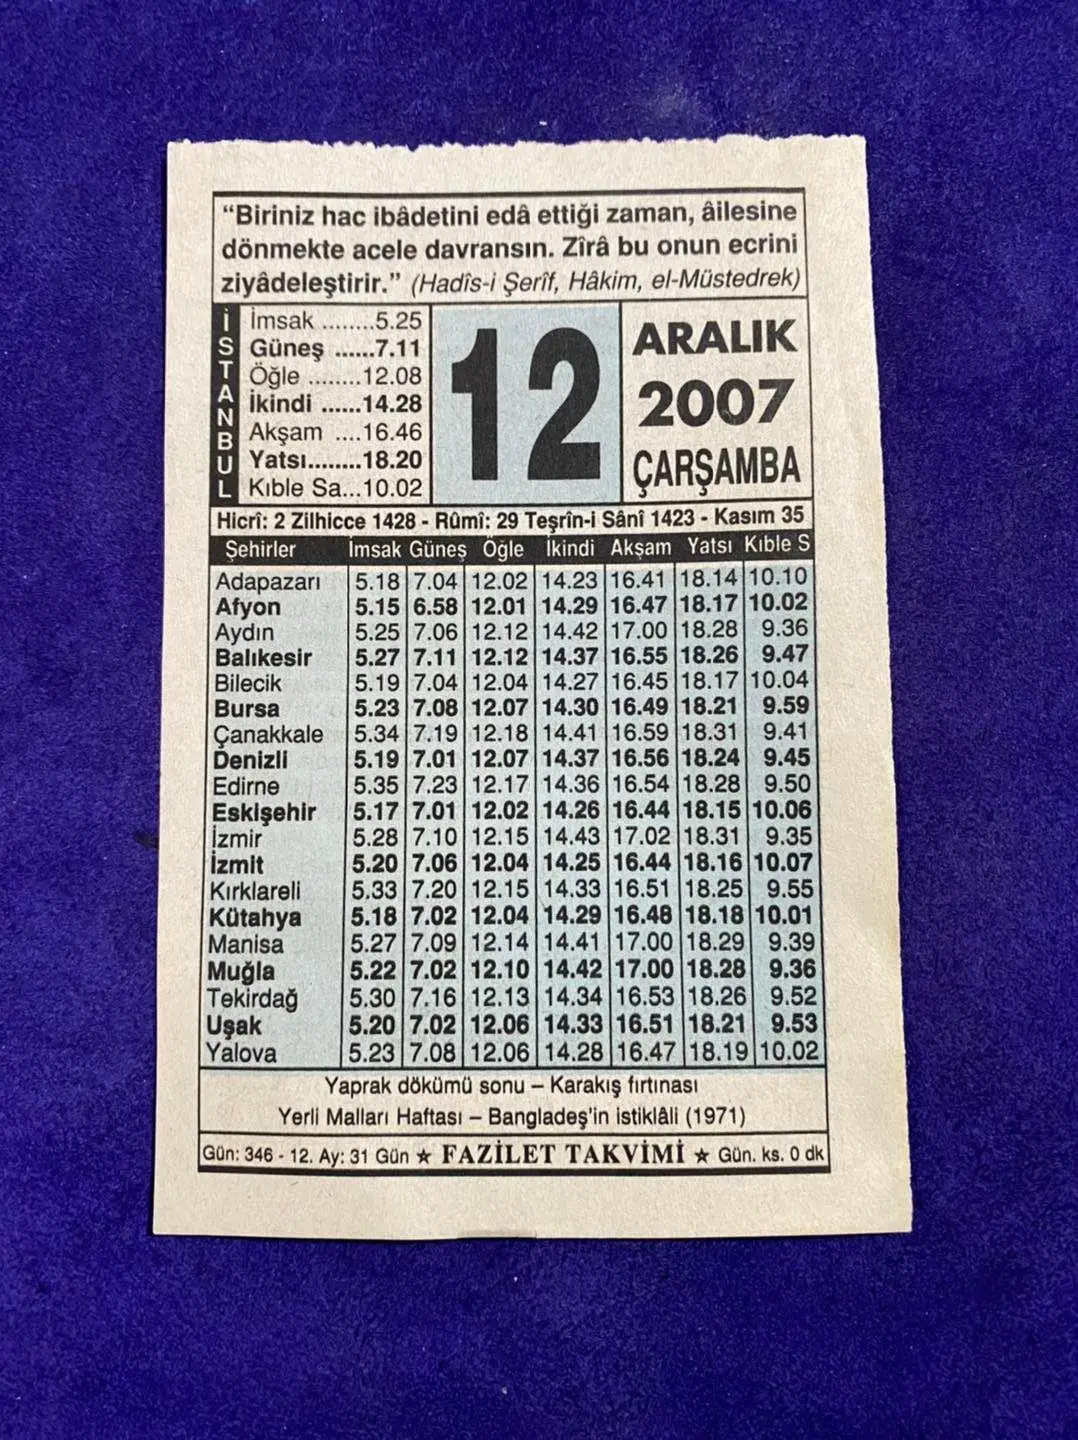 “Biriniz hac ibâdetini edâ ettiği zaman, âilesine
dönmekte acele davransın. Zîrâ bu onun ecrini
ziyâdeleştirir.” (Hadîs-i Şerîf, Hâkim, el-Müstedrek)
İSTANBUL
İmsak ........5.25
Güneş ......7.11
Öğle ........12.08
İkindi ......14.28
Akşam ....16.46
Yatsı........18.20
Kıble Sa...10.02
12
ARALIK
2007
ÇARŞAMBA
Hicrî: 2 Zilhicce 1428 - Rûmî: 29 Teşrîn-i Sânî 1423 - Kasım 35
Şehirler İmsak Güneş Öğle İkindi Akşam Yatsı Kıble S
Adapazarı 5.18 7.04 12.02 14.23 16.41 18.14 10.10
Afyon 5.15 6.58 12.01 14.29 16.47 18.17 10.02
Aydın 5.25 7.06 12.12 14.42 17.00 18.28 9.36
Balıkesir 5.27 7.11 12.12 14.37 16.55 18.26 9.47
Bilecik 5.19 7.04 12.04 14.27 16.45 18.17 10.04
Bursa 5.23 7.08 12.07 14.30 16.49 18.21 9.59
Çanakkale 5.34 7.19 12.18 14.41 16.59 18.31 9.41
Denizli 5.19 7.01 12.07 14.37 16.56 18.24 9.45
Edirne 5.35 7.23 12.17 14.36 16.54 18.28 9.50
Eskişehir 5.17 7.01 12.02 14.26 16.44 18.15 10.06
İzmir 5.28 7.10 12.15 14.43 17.02 18.31 9.35
İzmit 5.20 7.06 12.04 14.25 16.44 18.16 10.07
Kırklareli 5.33 7.20 12.15 14.33 16.51 18.25 9.55
Kütahya 5.18 7.02 12.04 14.29 16.48 18.18 10.01
Manisa 5.27 7.09 12.14 14.41 17.00 18.29 9.39
Muğla 5.22 7.02 12.10 14.42 17.00 18.28 9.36
Tekirdağ 5.30 7.16 12.13 14.34 16.53 18.26 9.52
Uşak 5.20 7.02 12.06 14.33 16.51 18.21 9.53
Yalova 5.23 7.08 12.06 14.28 16.47 18.19 10.02
Yaprak dökümü sonu – Karakış fırtınası
Yerli Malları Haftası – Bangladeş’in istiklâli (1971)
Gün: 346 - 12. Ay: 31 Gün ★ FAZİLET TAKVİMİ ★ Gün. ks. 0 dk